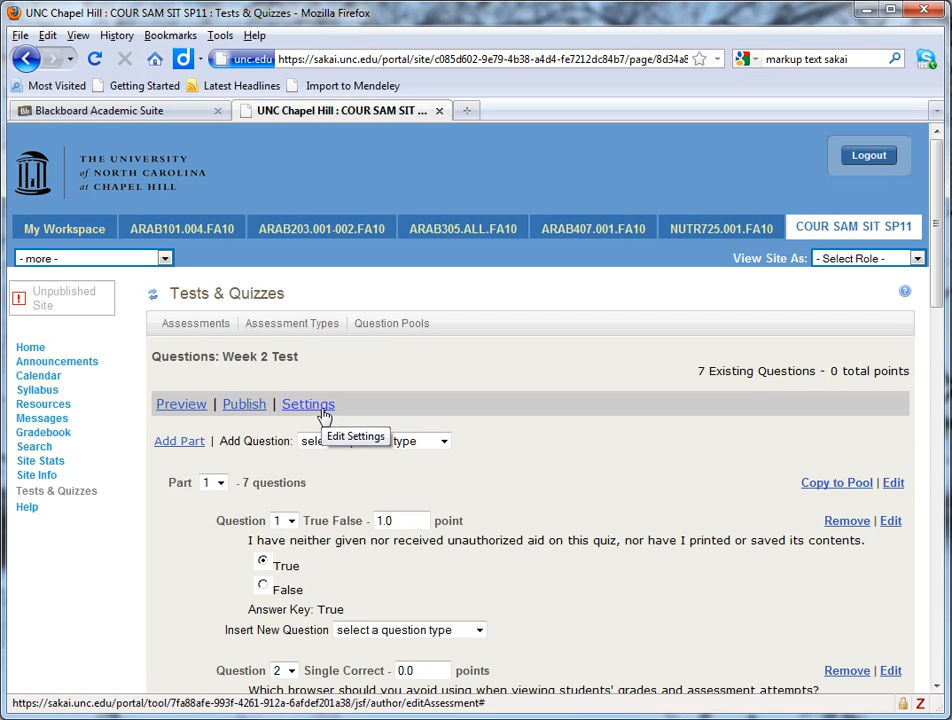 UNC Chapel Hill : COUR SAM SIT SP11 : Tests & Quizzes - Mozilla Firefox
File Edit View History Bookmarks Tools Help
unc.edu https://sakai.unc.edu/portal/site/c085d602-9e79-4b38-a4d4-fe7212dc84b7/page/8d34a8 markup text sakai
Most Visited Getting Started Latest Headlines Import to Mendeley
Bb Blackboard Academic Suite UNC Chapel Hill : COUR SAM SIT ...
THE UNIVERSITY
of NORTH CAROLINA
at CHAPEL HILL
Logout
My Workspace ARAB101.004.FA10 ARAB203.001-002.FA10 ARAB305.ALL.FA10 ARAB407.001.FA10 NUTR725.001.FA10 COUR SAM SIT SP11
- more - View Site As: - Select Role -
Unpublished
Site
Tests & Quizzes
Assessments Assessment Types Question Pools
Home
Announcements
Calendar
Syllabus
Resources
Messages
Gradebook
Search
Site Stats
Site Info
Tests & Quizzes
Help
Questions: Week 2 Test
7 Existing Questions - 0 total points
Preview | Publish | Settings
Edit Settings
Add Part | Add Question: sele type
Part 1 - 7 questions Copy to Pool | Edit
Question 1 True False - 1.0 point Remove | Edit
I have neither given nor received unauthorized aid on this quiz, nor have I printed or saved its contents.
True
False
Answer Key: True
Insert New Question select a question type
Question 2 Single Correct - 0.0 points Remove | Edit
Which browser should you avoid using when viewing students' grades and assessment attempts?
https://sakai.unc.edu/portal/tool/7fa88afe-993f-4261-912a-6afdef201a38/jsf/author/editAssessment#